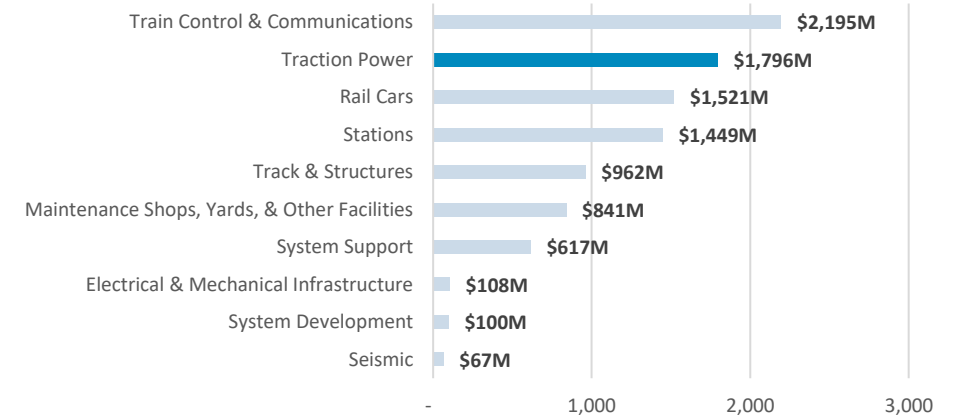 Train Control & Communications $2,195M
Traction Power $1,796M
Rail Cars $1,521M
Stations $1,449M
Track & Structures $962M
Maintenance Shops, Yards, & Other Facilities $841M
System Support $617M
Electrical & Mechanical Infrastructure $108M
System Development $100M
Seismic $67M
- 1,000 2,000 3,000